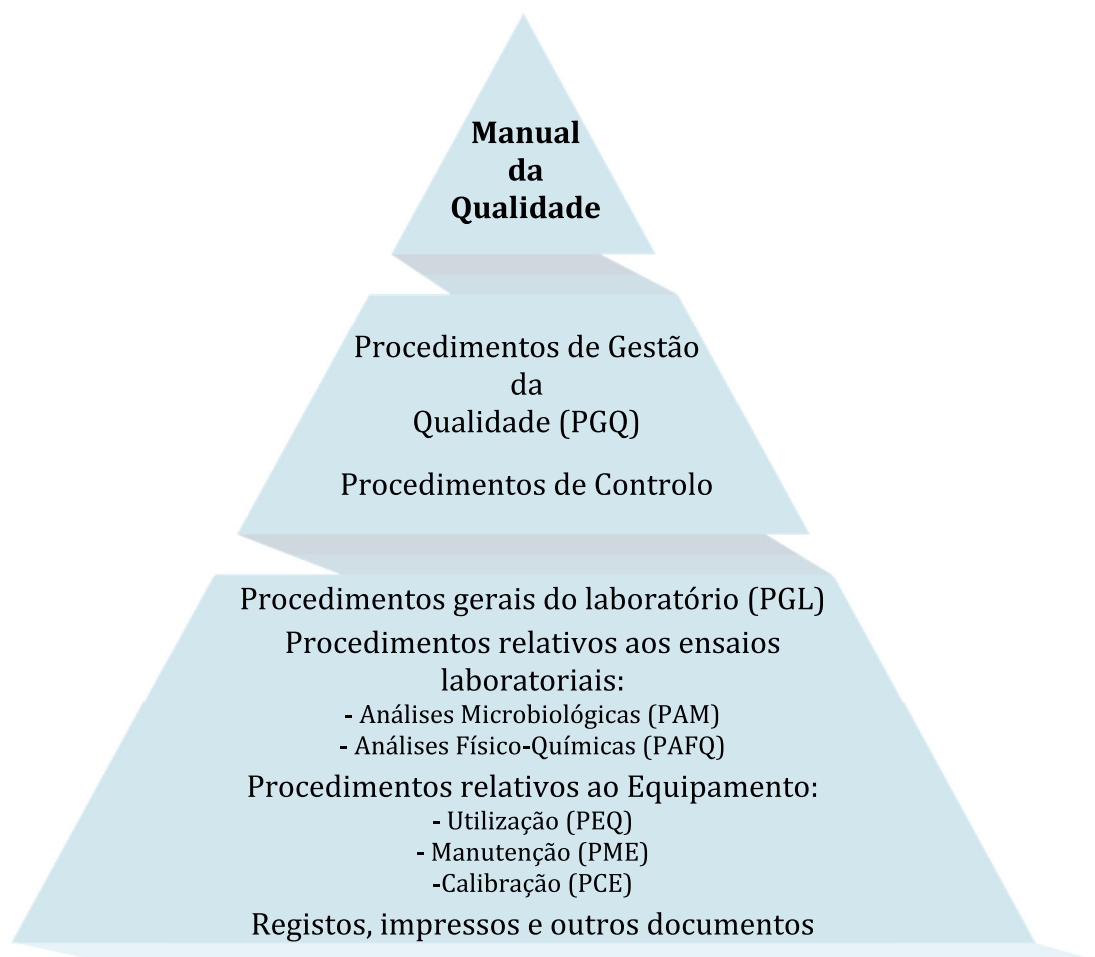 Manual
da
Qualidade
Procedimentos de Gestão
da
Qualidade (PGQ)
Procedimentos de Controlo
Procedimentos gerais do laboratório (PGL)
Procedimentos relativos aos ensaios
laboratoriais:
- Análises Microbiológicas (PAM)
- Análises Físico-Químicas (PAFQ)
Procedimentos relativos ao Equipamento:
- Utilização (PEQ)
- Manutenção (PME)
-Calibração (PCE)
Registos, impressos e outros documentos